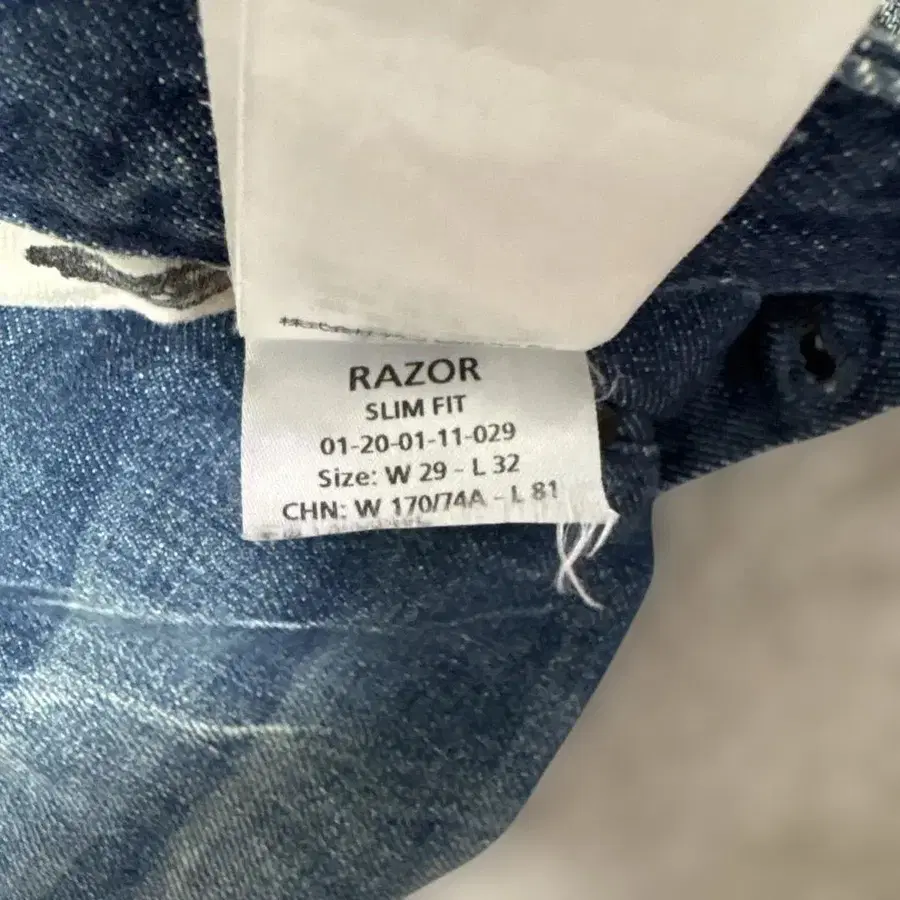 RAZOR
SLIM FIT
01-20-01-11-029
Size: W 29 - L 32
CHN: W 170/74A - L 81